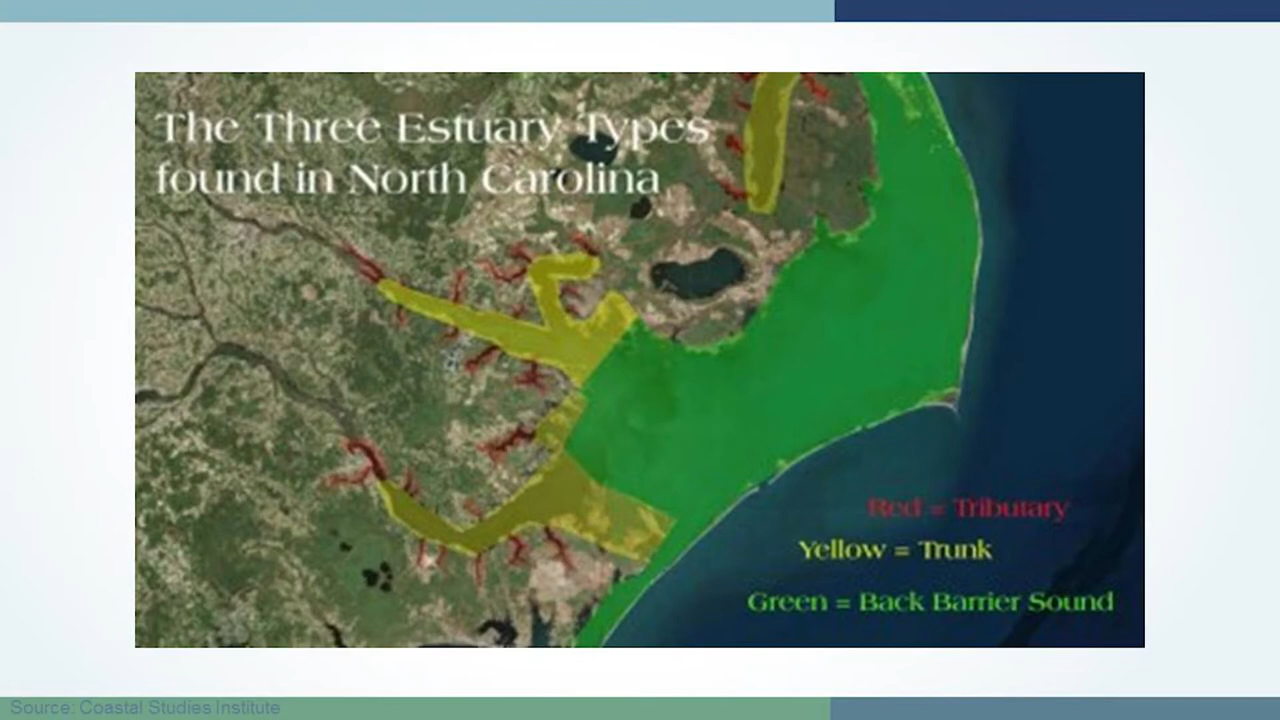 The Three Estuary Types
found in North Carolina
Red = Tributary
Yellow = Trunk
Green = Back Barrier Sound
Source: Coastal Studies Institute